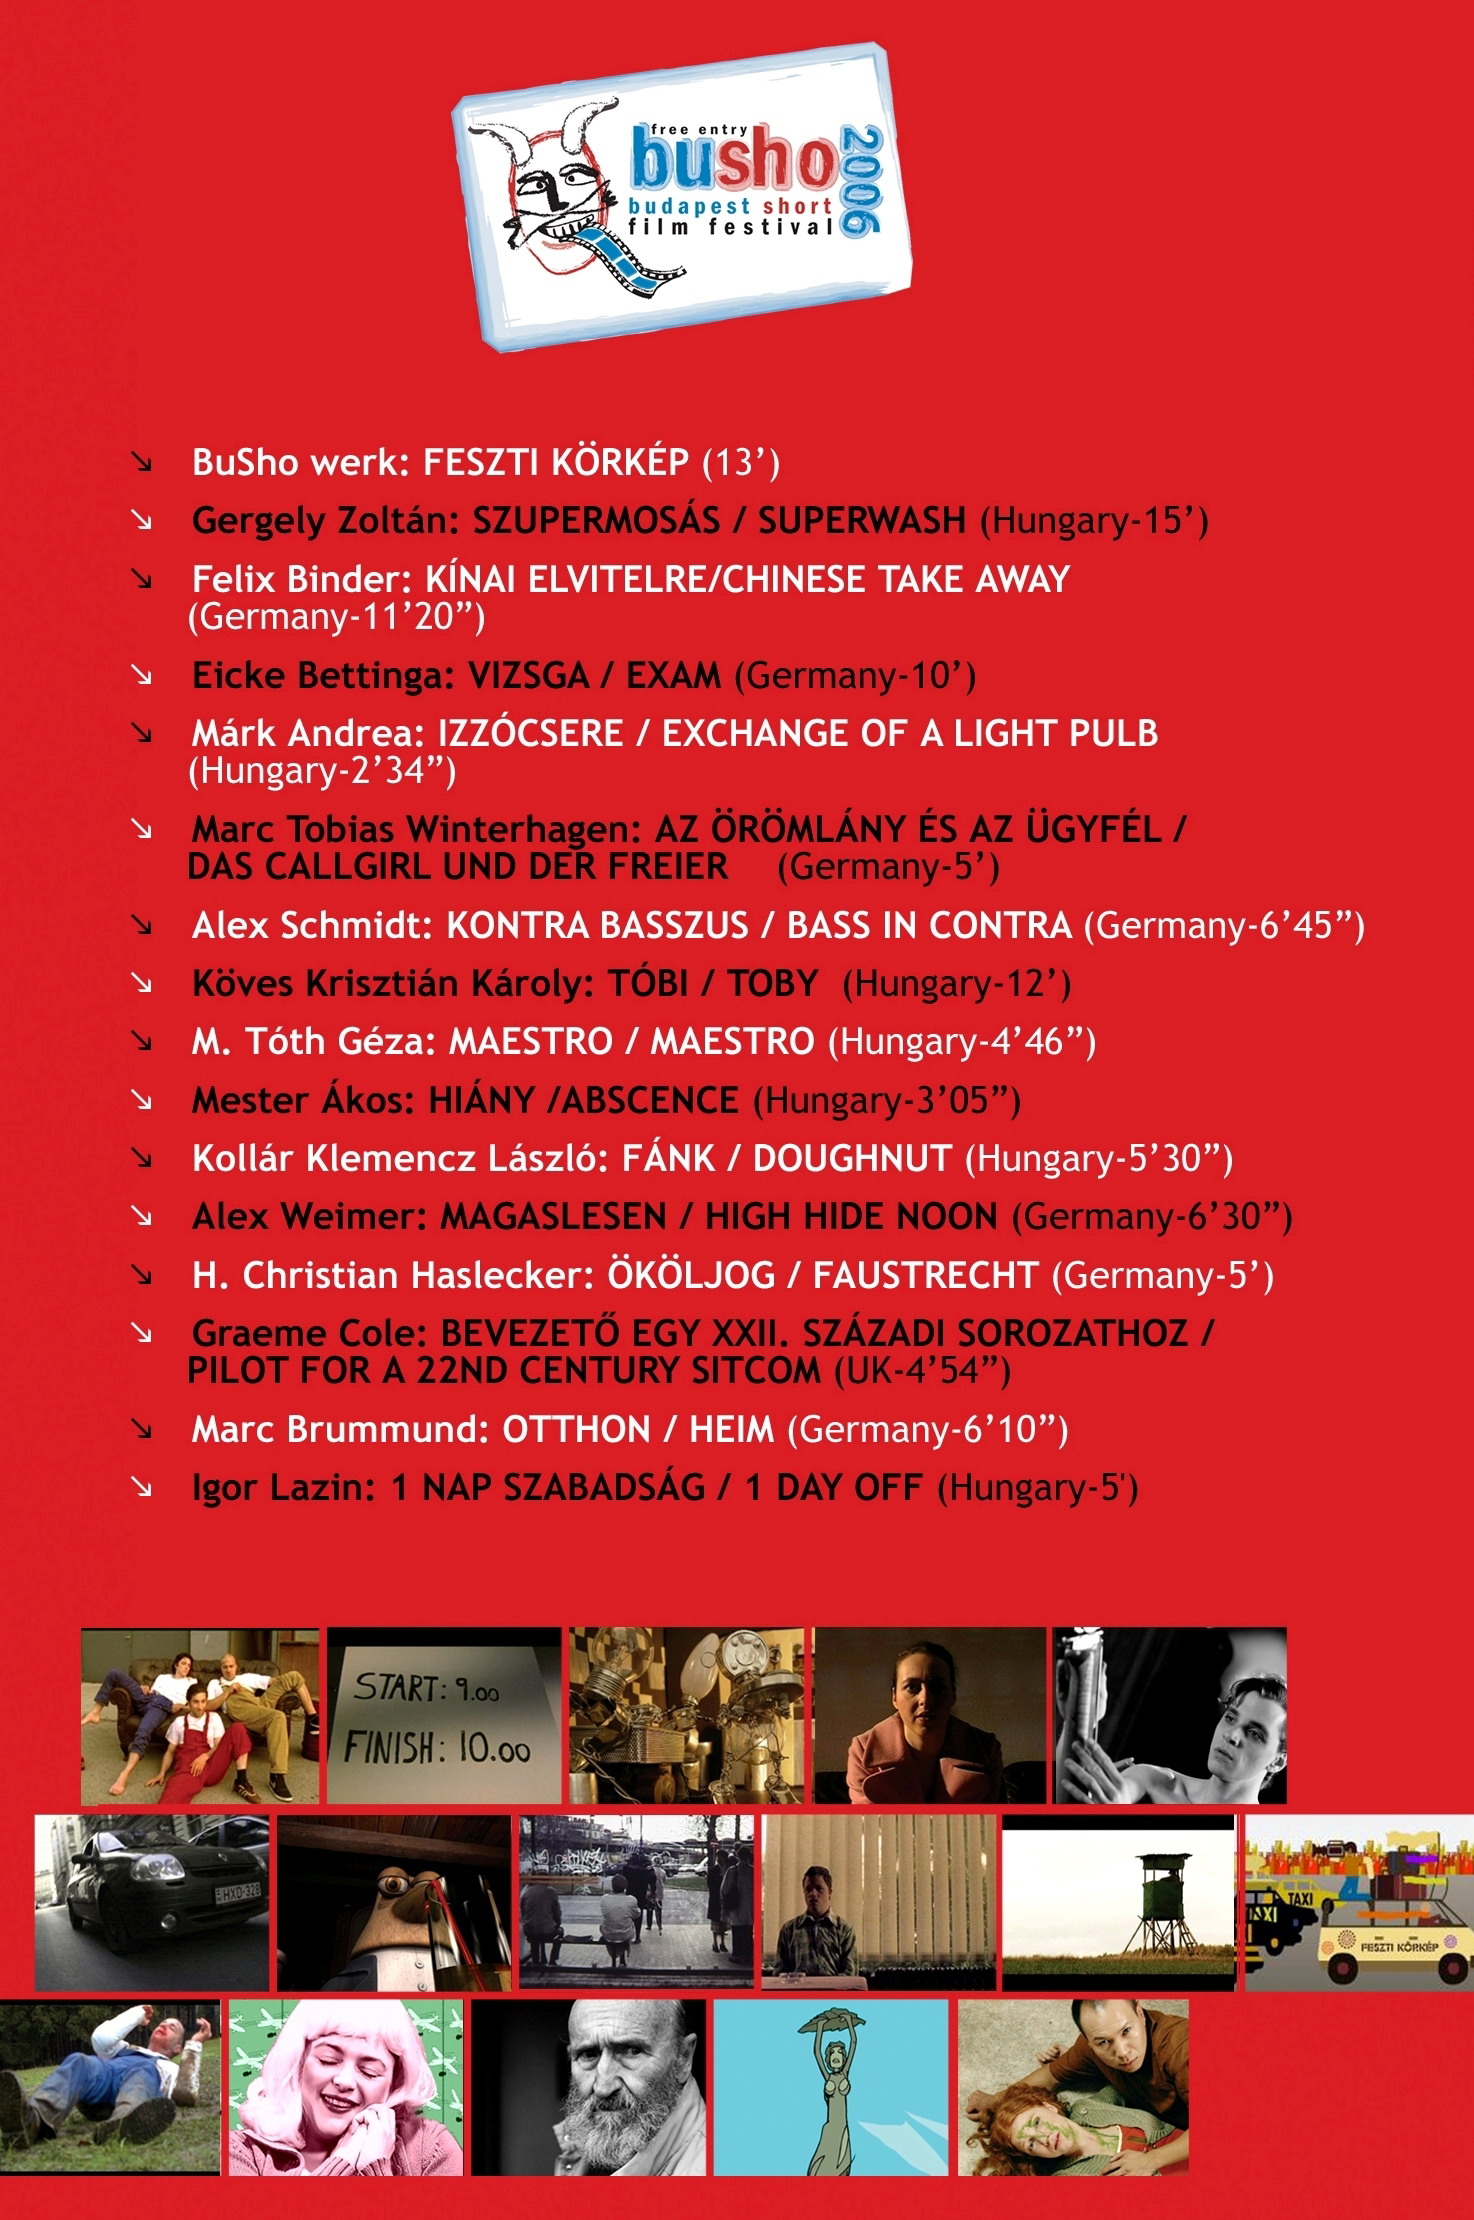 free entry
busho
2006
budapest short
film festival
↘ BuSho werk: FESZTI KÖRKÉP (13’)
↘ Gergely Zoltán: SZUPERMOSÁS / SUPERWASH (Hungary-15’)
↘ Felix Binder: KÍNAI ELVITELRE/CHINESE TAKE AWAY
(Germany-11’20”)
↘ Eicke Bettinga: VIZSGA / EXAM (Germany-10’)
↘ Márk Andrea: IZZÓCSERE / EXCHANGE OF A LIGHT PULB
(Hungary-2’34”)
↘ Marc Tobias Winterhagen: AZ ÖRÖMLÁNY ÉS AZ ÜGYFÉL /
DAS CALLGIRL UND DER FREIER (Germany-5’)
↘ Alex Schmidt: KONTRA BASSZUS / BASS IN CONTRA (Germany-6’45”)
↘ Köves Krisztián Károly: TÓBI / TOBY (Hungary-12’)
↘ M. Tóth Géza: MAESTRO / MAESTRO (Hungary-4’46”)
↘ Mester Ákos: HIÁNY /ABSCENCE (Hungary-3’05”)
↘ Kollár Klemencz László: FÁNK / DOUGHNUT (Hungary-5’30”)
↘ Alex Weimer: MAGASLESEN / HIGH HIDE NOON (Germany-6’30”)
↘ H. Christian Haslecker: ÖKÖLJOG / FAUSTRECHT (Germany-5’)
↘ Graeme Cole: BEVEZETŐ EGY XXII. SZÁZADI SOROZATHOZ /
PILOT FOR A 22ND CENTURY SITCOM (UK-4’54”)
↘ Marc Brummund: OTTHON / HEIM (Germany-6’10”)
↘ Igor Lazin: 1 NAP SZABADSÁG / 1 DAY OFF (Hungary-5')
START: 9.00
FINISH: 10.00
HXD-328
TAXI
TAXI
FESZTI KÖRKÉP